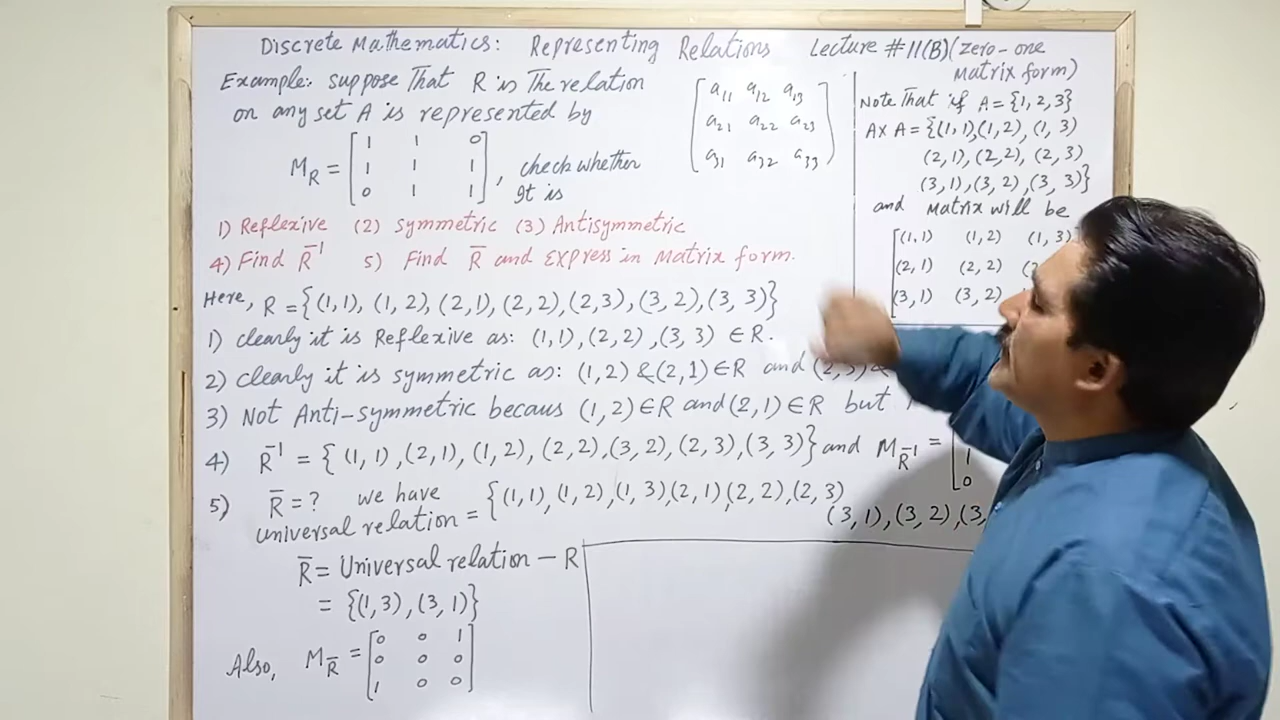 Discrete Mathematics: Representing Relations Lecture #11(B)(zero-one
Matrix form)
Example: suppose That R is The relation
on any set A is represented by
M_R = [1 1 0
1 1 1
0 1 1], check whether
It is
[a11 a12 a13
a21 a22 a23
a31 a32 a33]
1) Reflexive (2) symmetric (3) Antisymmetric
4) Find R⁻¹ 5) Find R̅ and Express in Matrix form.
Note That if A = {1, 2, 3}
A x A = {(1, 1),(1, 2), (1, 3)
(2, 1), (2, 2), (2, 3)
(3, 1), (3, 2), (3, 3)}
and Matrix will be
[(1, 1) (1, 2) (1, 3)
(2, 1) (2, 2) (2
(3, 1) (3, 2)
Here, R = {(1, 1), (1, 2), (2, 1), (2, 2), (2, 3), (3, 2), (3, 3)}
1) clearly it is Reflexive as: (1, 1), (2, 2), (3, 3) ∈ R.
2) clearly it is symmetric as: (1, 2) & (2, 1) ∈ R and (2, 3) &
3) Not Anti-symmetric becaus (1, 2) ∈ R and (2, 1) ∈ R but
4) R⁻¹ = { (1, 1), (2, 1), (1, 2), (2, 2), (3, 2), (2, 3), (3, 3)} and M_R⁻¹ = [
1
0
5) R̅ = ? we have
universal relation = {(1, 1), (1, 2), (1, 3)(2, 1)(2, 2), (2, 3)
(3, 1), (3, 2), (3,
R̅ = Universal relation – R
= {(1, 3), (3, 1)}
Also, M_R̅ = [0 0 1
0 0 0
1 0 0]